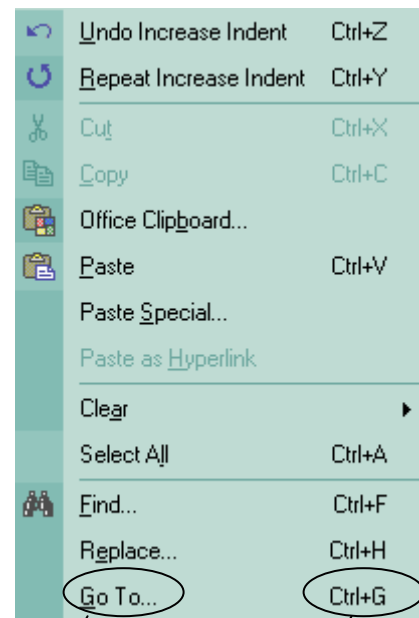 Undo Increase Indent Ctrl+Z
Repeat Increase Indent Ctrl+Y
Cut Ctrl+X
Copy Ctrl+C
Office Clipboard...
Paste Ctrl+V
Paste Special...
Paste as Hyperlink
Clear
Select All Ctrl+A
Find... Ctrl+F
Replace... Ctrl+H
Go To... Ctrl+G